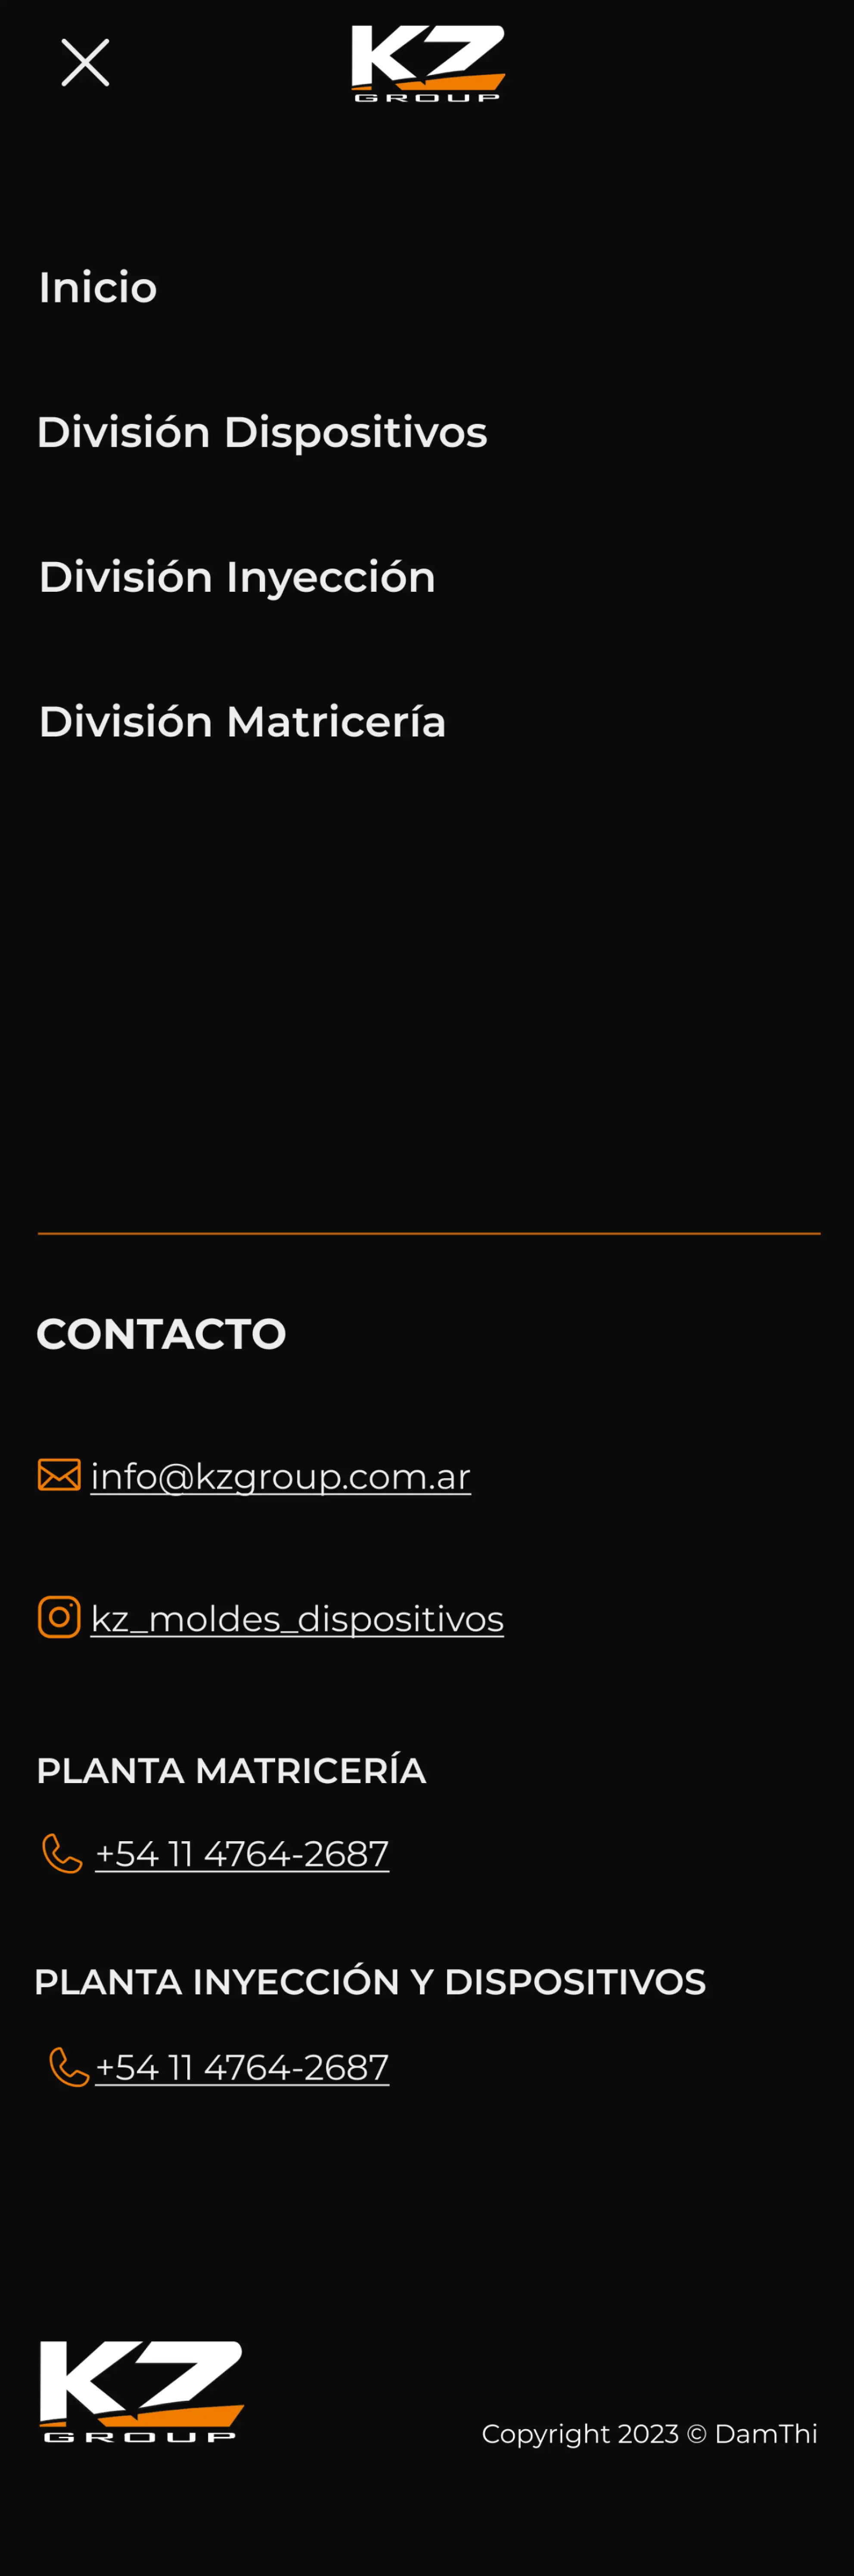 KZ
GROUP
Inicio
División Dispositivos
División Inyección
División Matricería
CONTACTO
info@kzgroup.com.ar
kz_moldes_dispositivos
PLANTA MATRICERÍA
+54 11 4764-2687
PLANTA INYECCIÓN Y DISPOSITIVOS
+54 11 4764-2687
KZ
GROUP
Copyright 2023 © DamThi